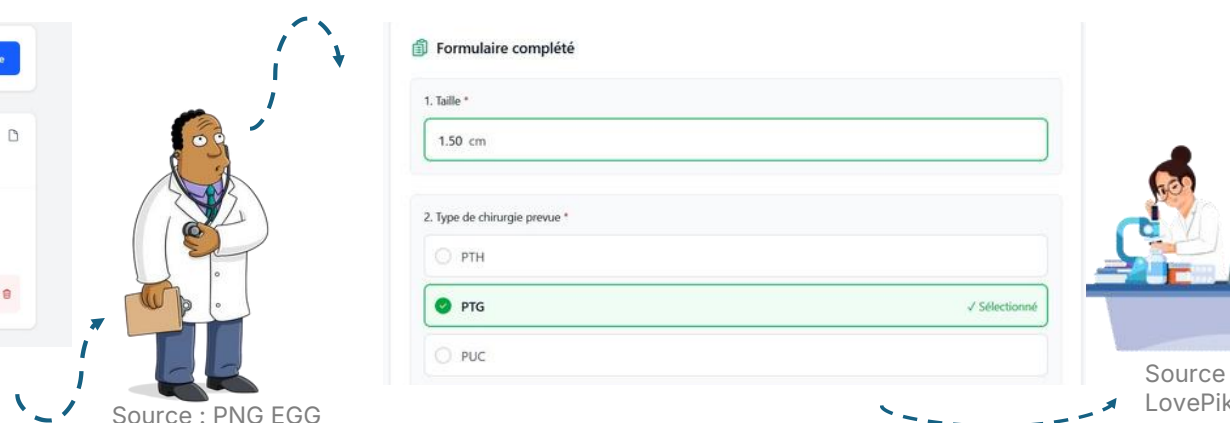 Formulaire complété
1. Taille *
1.50 cm
2. Type de chirurgie prevue *
PTH
PTG
✓ Sélectionné
PUC
Source : PNG EGG
Source